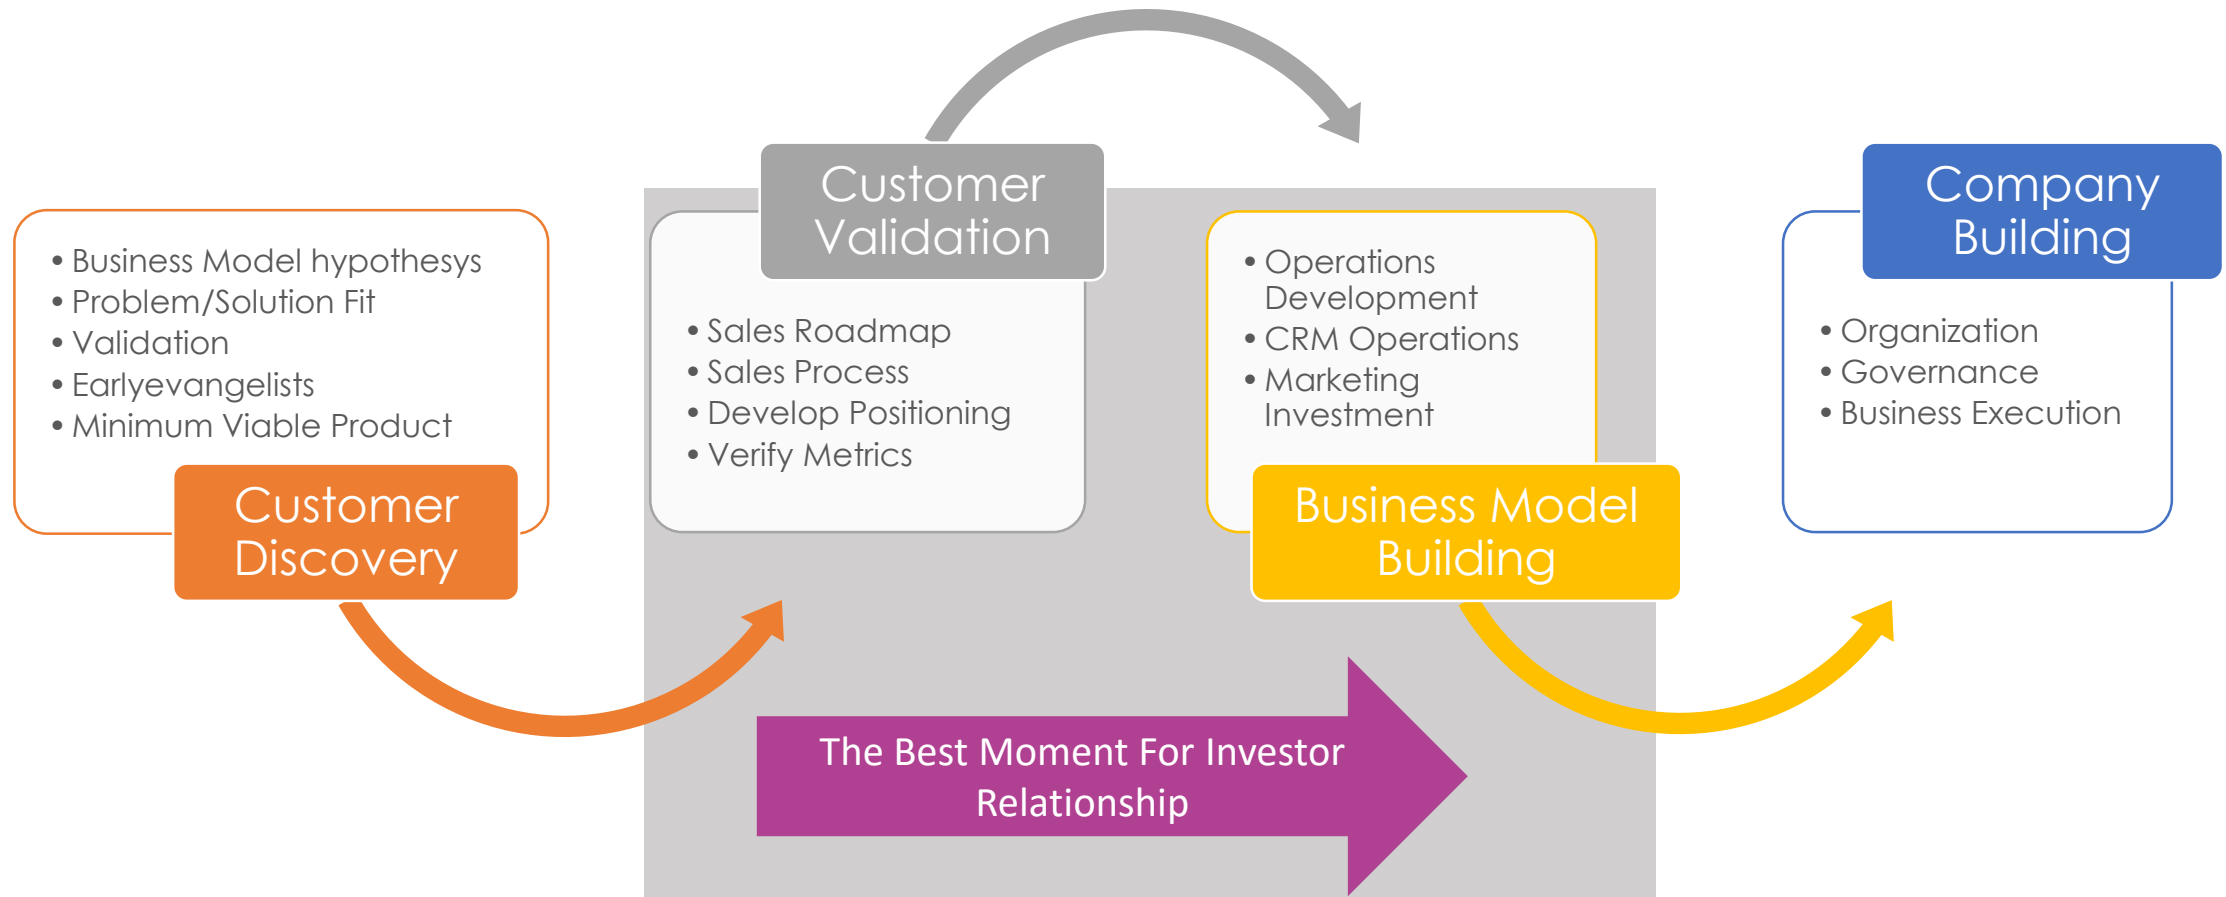 • Business Model hypothesys
• Problem/Solution Fit
• Validation
• Earlyevangelists
• Minimum Viable Product
Customer
Discovery
Customer
Validation
• Sales Roadmap
• Sales Process
• Develop Positioning
• Verify Metrics
• Operations
Development
• CRM Operations
• Marketing
Investment
Business Model
Building
Company
Building
• Organization
• Governance
• Business Execution
The Best Moment For Investor
Relationship